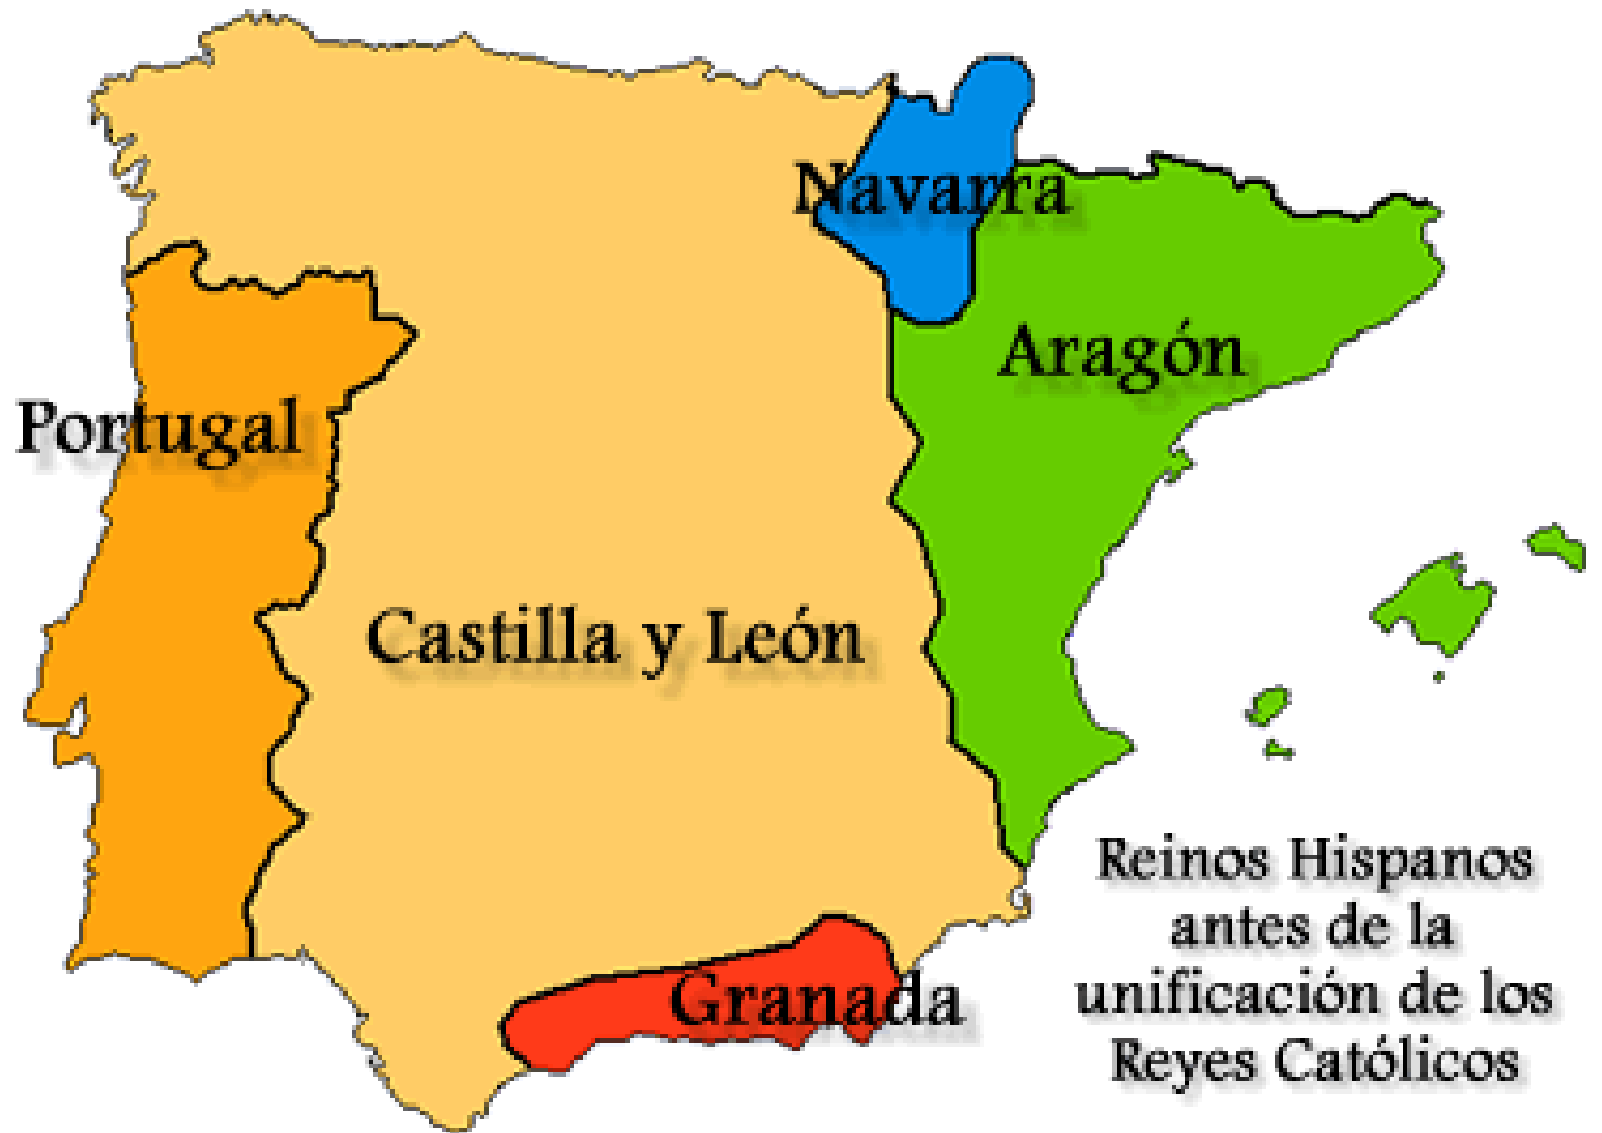 Navarra
Aragón
Portugal
Castilla y León
Granada
Reinos Hispanos
antes de la
unificación de los
Reyes Católicos